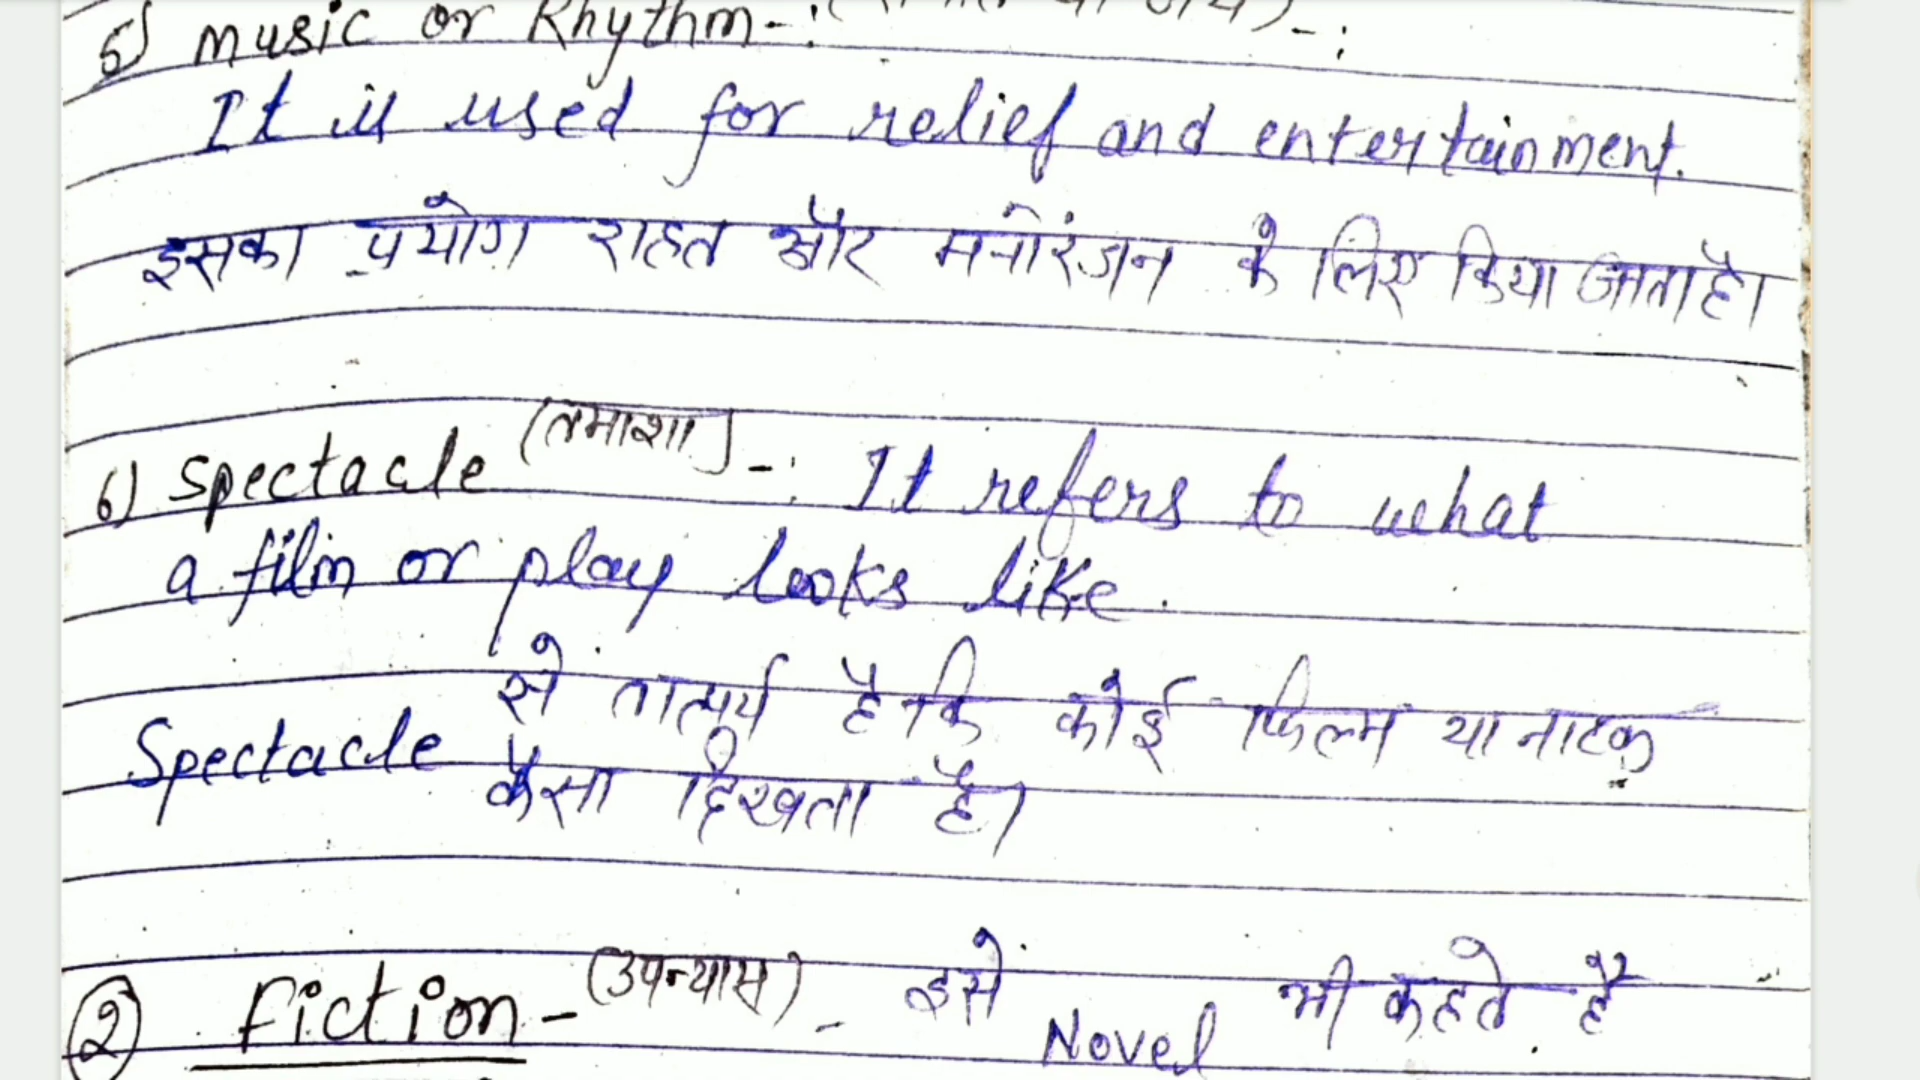 5) music or Rhythm-:
It is used for relief and entertainment.
इसका प्रयोग राहत और मनोरंजन के लिए किया जाता है।
6) spectacle (तमाशा) -: It refers to what
a film or play looks like.
Spectacle से तात्पर्य है कि कोई फिल्म या नाटक
कैसा दिखता है।
② fiction - (उपन्यास) - इसे Novel भी कहते हैं